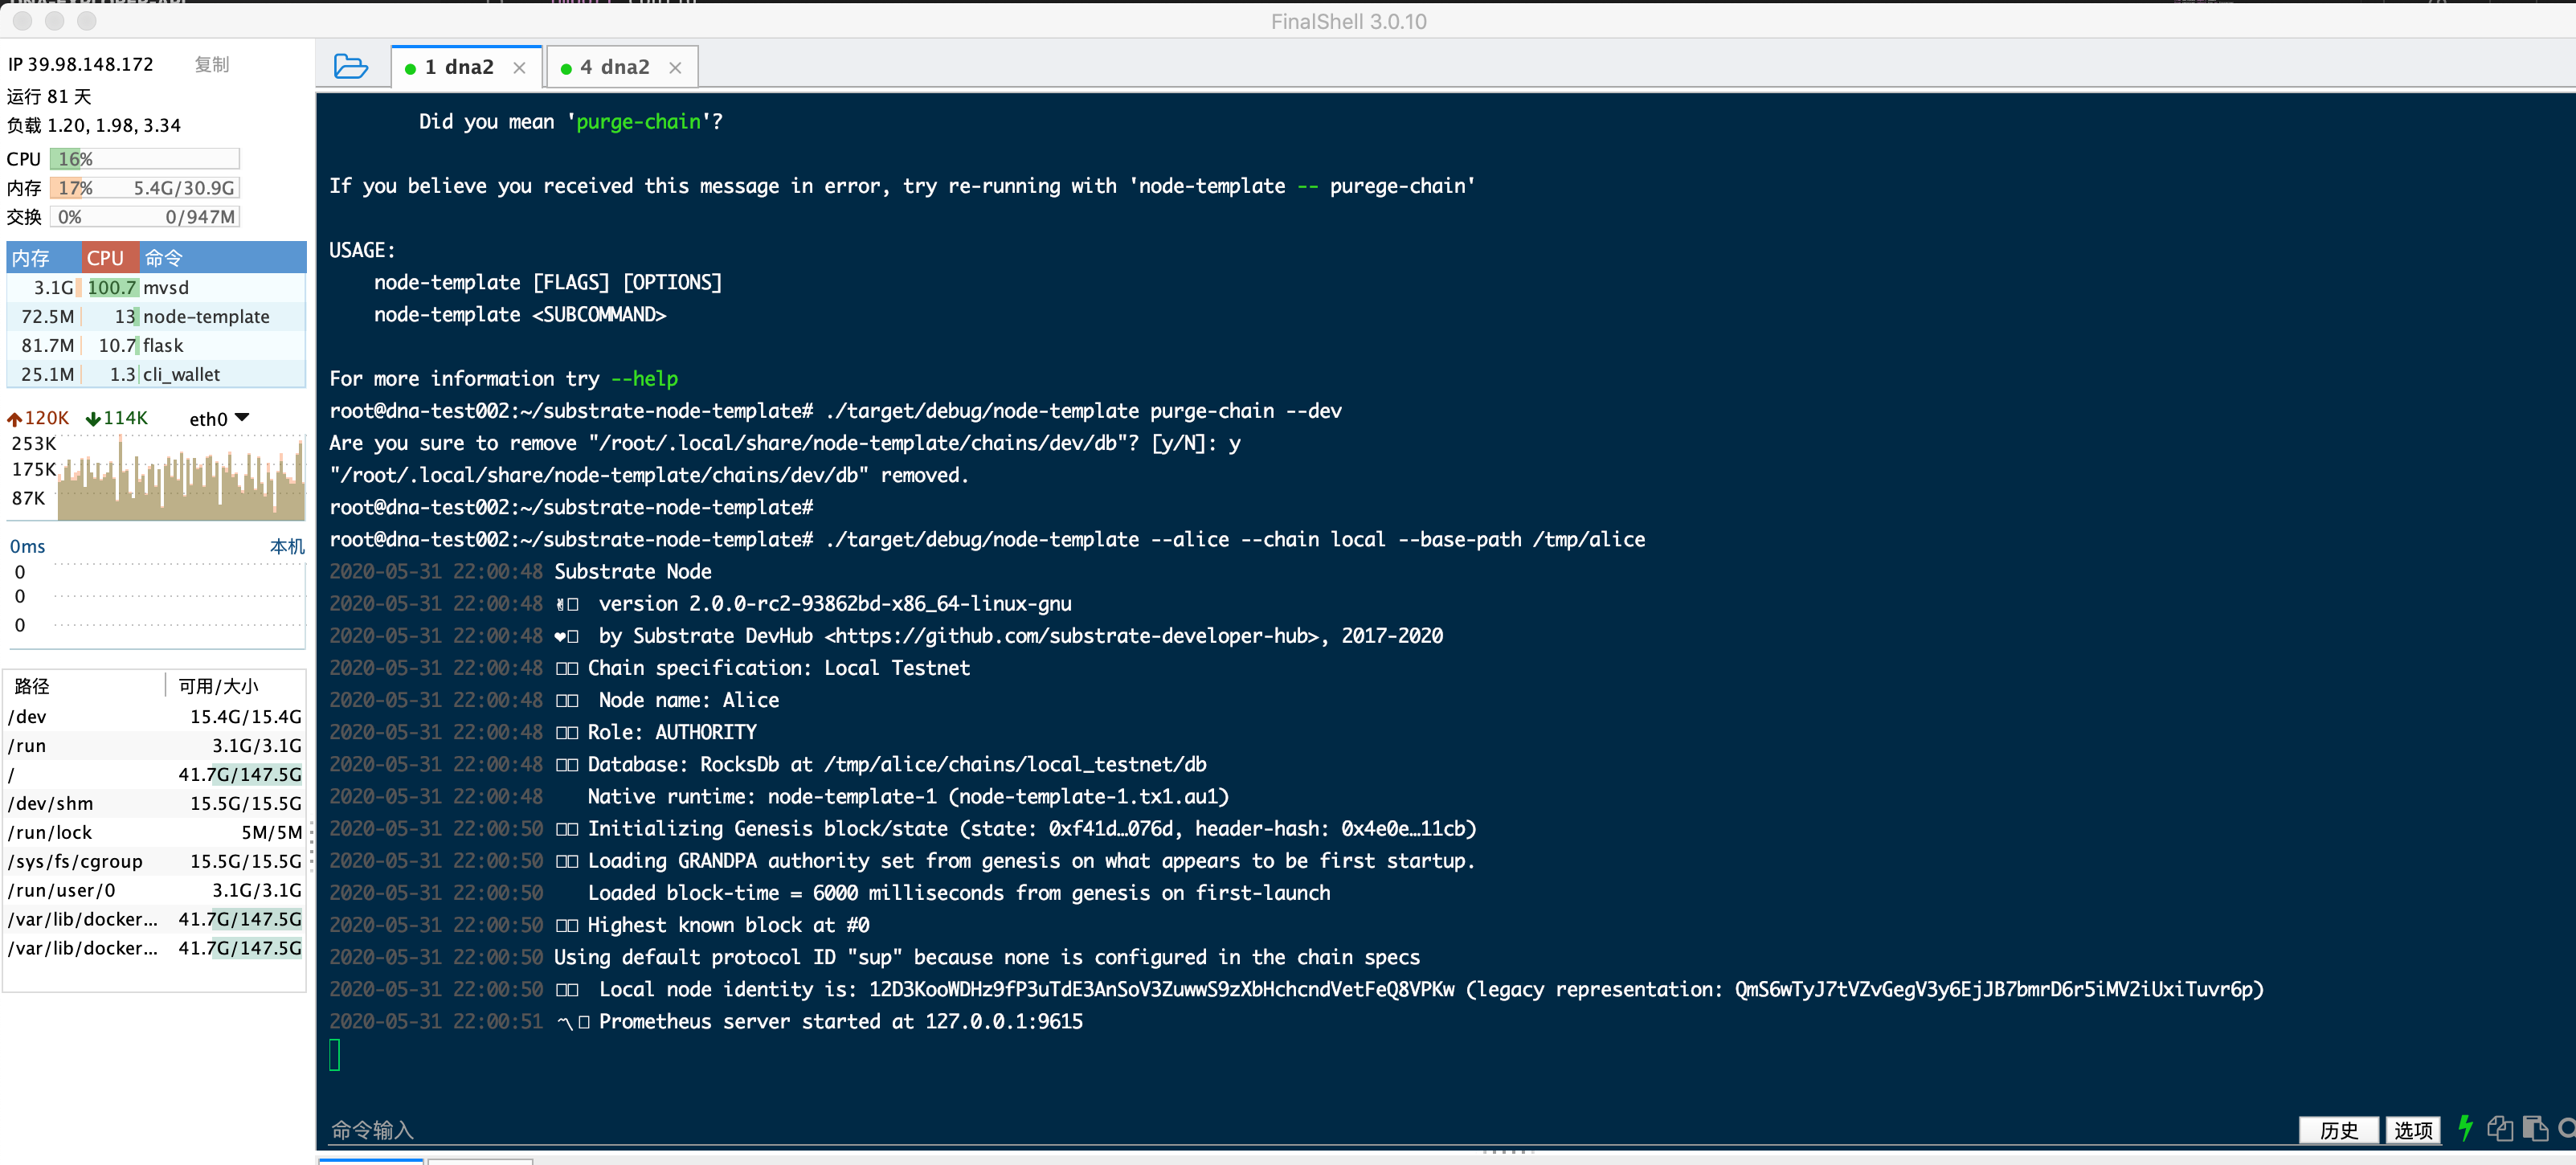 FinalShell 3.0.10
IP 39.98.148.172 复制
运行 81 天
负载 1.20, 1.98, 3.34
CPU 16%
内存 17% 5.4G/30.9G
交换 0% 0/947M
内存 CPU 命令
3.1G 100.7 mvsd
72.5M 13 node-template
81.7M 10.7 flask
25.1M 1.3 cli_wallet
120K 114K eth0
253K
175K
87K
0ms 本机
0
0
0
路径 可用/大小
/dev 15.4G/15.4G
/run 3.1G/3.1G
/ 41.7G/147.5G
/dev/shm 15.5G/15.5G
/run/lock 5M/5M
/sys/fs/cgroup 15.5G/15.5G
/run/user/0 3.1G/3.1G
/var/lib/docker... 41.7G/147.5G
/var/lib/docker... 41.7G/147.5G
1 dna2 × 4 dna2 ×
Did you mean 'purge-chain'?
If you believe you received this message in error, try re-running with 'node-template -- purege-chain'
USAGE:
node-template [FLAGS] [OPTIONS]
node-template <SUBCOMMAND>
For more information try --help
root@dna-test002:~/substrate-node-template# ./target/debug/node-template purge-chain --dev
Are you sure to remove "/root/.local/share/node-template/chains/dev/db"? [y/N]: y
"/root/.local/share/node-template/chains/dev/db" removed.
root@dna-test002:~/substrate-node-template#
root@dna-test002:~/substrate-node-template# ./target/debug/node-template --alice --chain local --base-path /tmp/alice
2020-05-31 22:00:48 Substrate Node
2020-05-31 22:00:48 ✌□ version 2.0.0-rc2-93862bd-x86_64-linux-gnu
2020-05-31 22:00:48 ❤□ by Substrate DevHub <https://github.com/substrate-developer-hub>, 2017-2020
2020-05-31 22:00:48 □□ Chain specification: Local Testnet
2020-05-31 22:00:48 □□ Node name: Alice
2020-05-31 22:00:48 □□ Role: AUTHORITY
2020-05-31 22:00:48 □□ Database: RocksDb at /tmp/alice/chains/local_testnet/db
2020-05-31 22:00:48 Native runtime: node-template-1 (node-template-1.tx1.au1)
2020-05-31 22:00:50 □□ Initializing Genesis block/state (state: 0xf41d…076d, header-hash: 0x4e0e…11cb)
2020-05-31 22:00:50 □□ Loading GRANDPA authority set from genesis on what appears to be first startup.
2020-05-31 22:00:50 Loaded block-time = 6000 milliseconds from genesis on first-launch
2020-05-31 22:00:50 □□ Highest known block at #0
2020-05-31 22:00:50 Using default protocol ID "sup" because none is configured in the chain specs
2020-05-31 22:00:50 □□ Local node identity is: 12D3KooWDHz9fP3uTdE3AnSoV3ZuwwS9zXbHchcndVetFeQ8VPKw (legacy representation: QmS6wTyJ7tVZvGegV3y6EjJB7bmrD6r5iMV2iUxiTuvr6p)
2020-05-31 22:00:51 〽□ Prometheus server started at 127.0.0.1:9615
命令输入
历史 选项